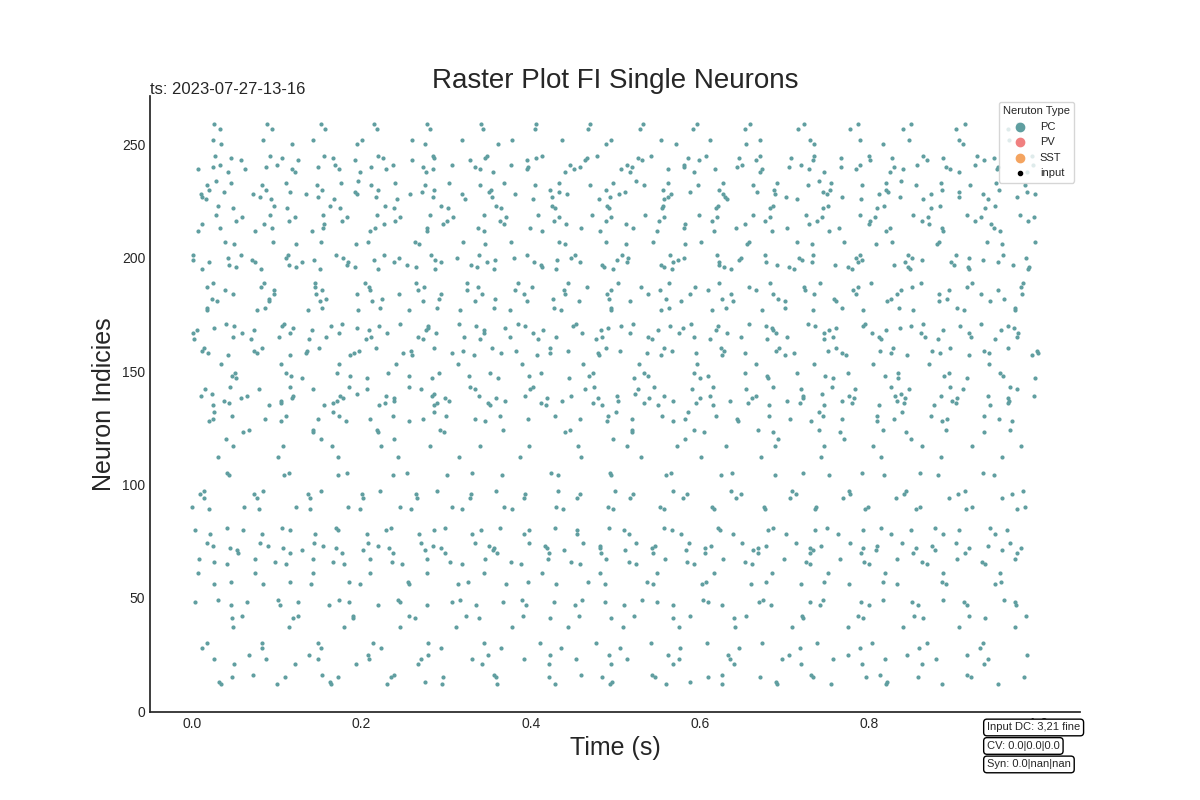 Raster Plot FI Single Neurons
ts: 2023-07-27-13-16
Neruton Type
PC
PV
SST
input
250
200
150
100
50
0
Neuron Indicies
0.0 0.2 0.4 0.6 0.8
Time (s)
Input DC: 3,21 fine
CV: 0.0|0.0|0.0
Syn: 0.0|nan|nan